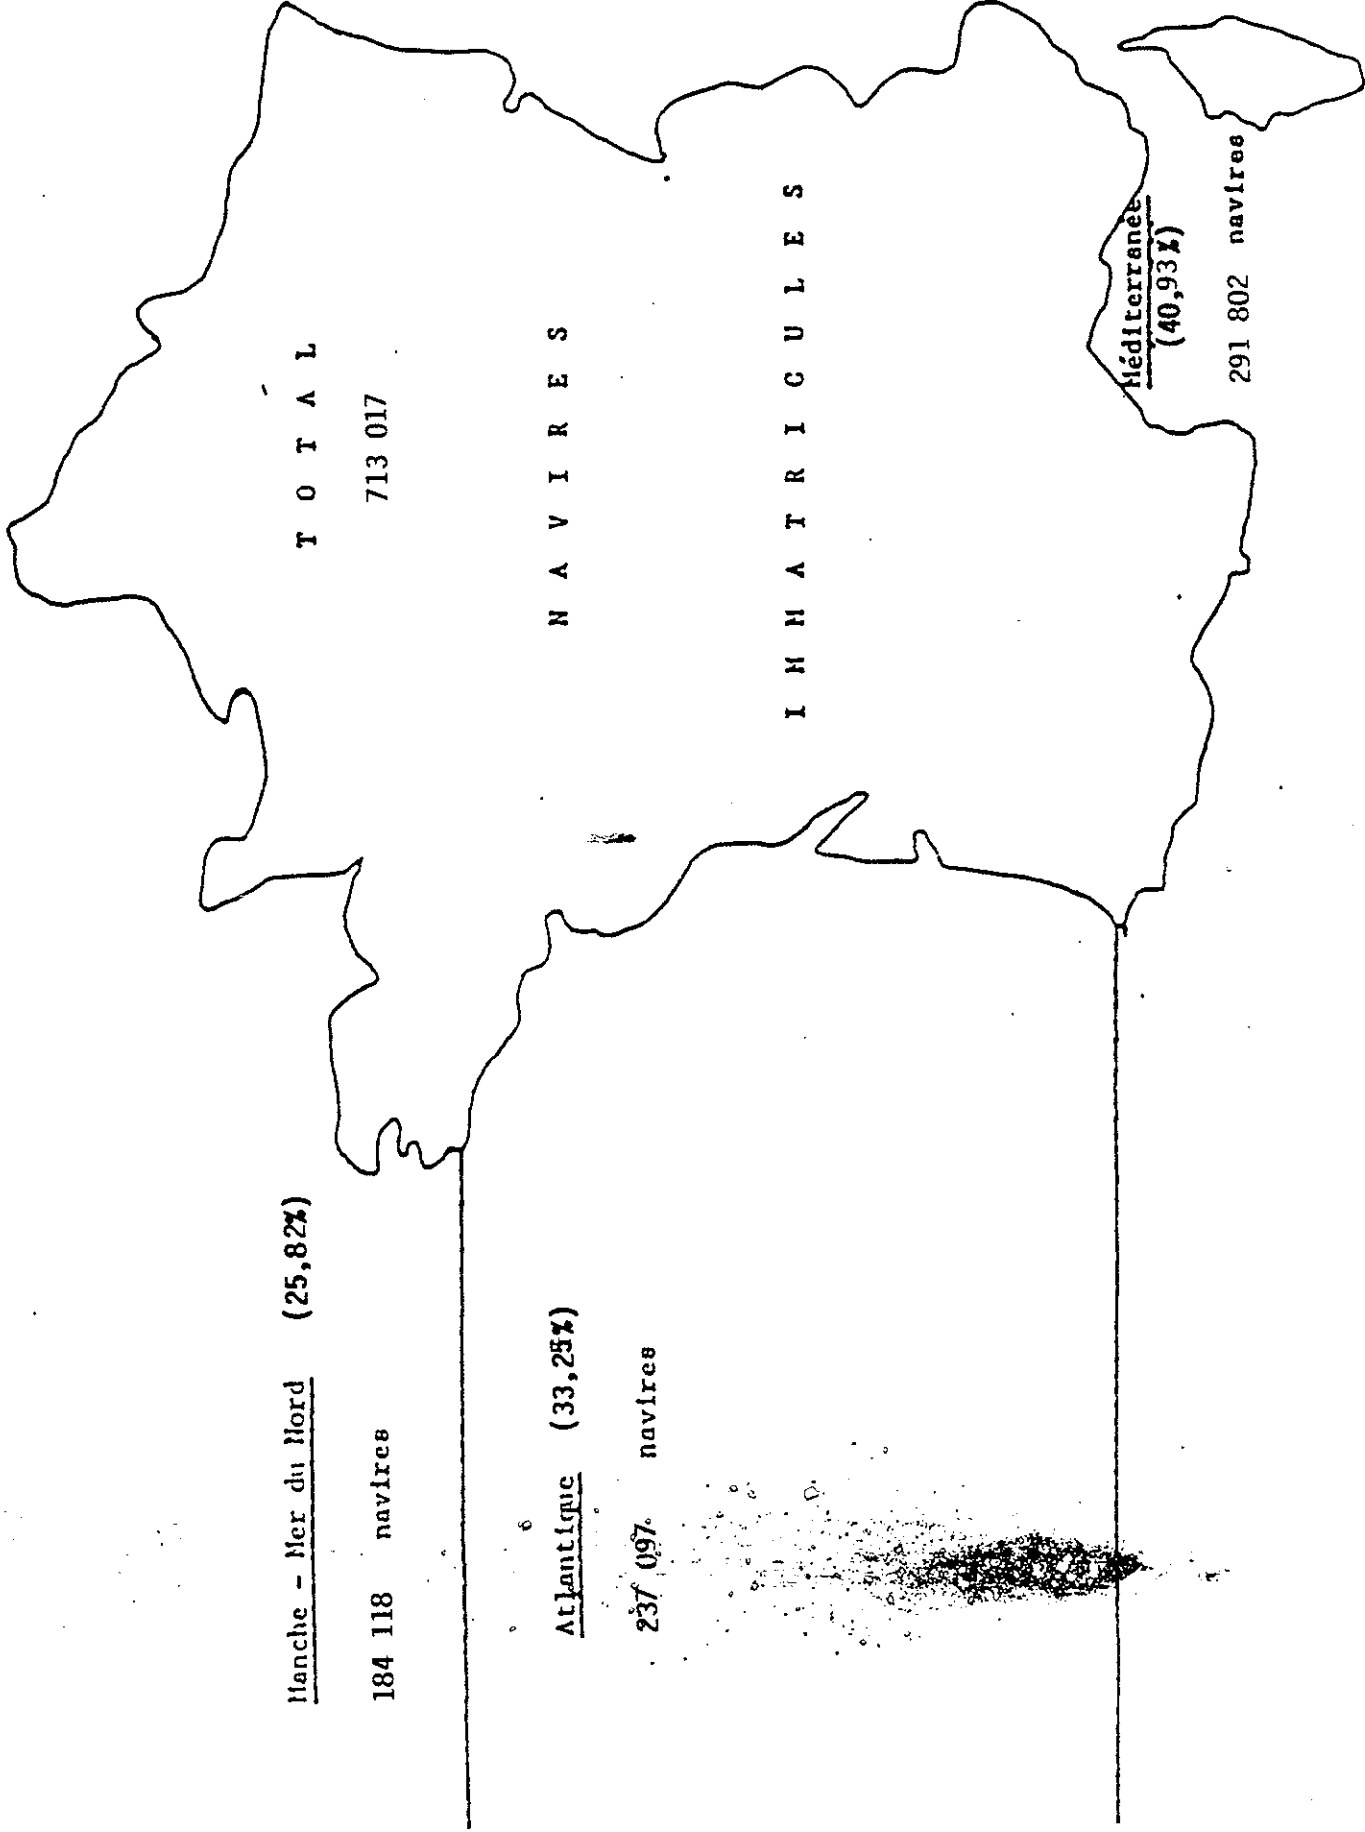 TOTAL
713 017
NAVIRES
IMMATRICULES
Manche - Mer du Nord (25,82%)
184 118 navires
Atlantique (33,25%)
237 097 navires
Méditerranée
(40,93%)
291 802 navires